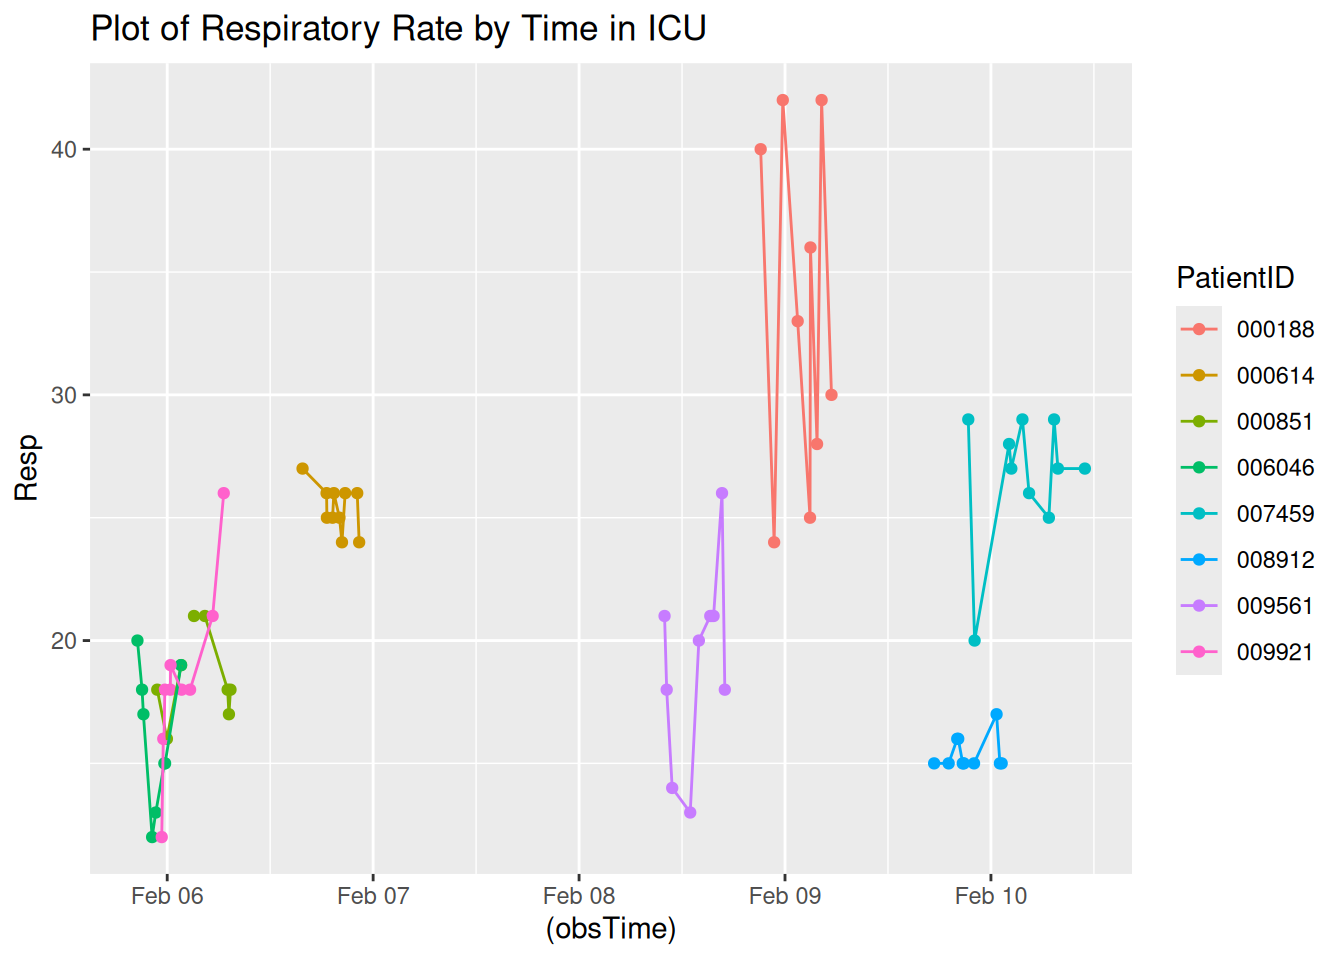 Plot of Respiratory Rate by Time in ICU
Resp
40
30
20
Feb 06
Feb 07
Feb 08
Feb 09
Feb 10
(obsTime)
PatientID
000188
000614
000851
006046
007459
008912
009561
009921